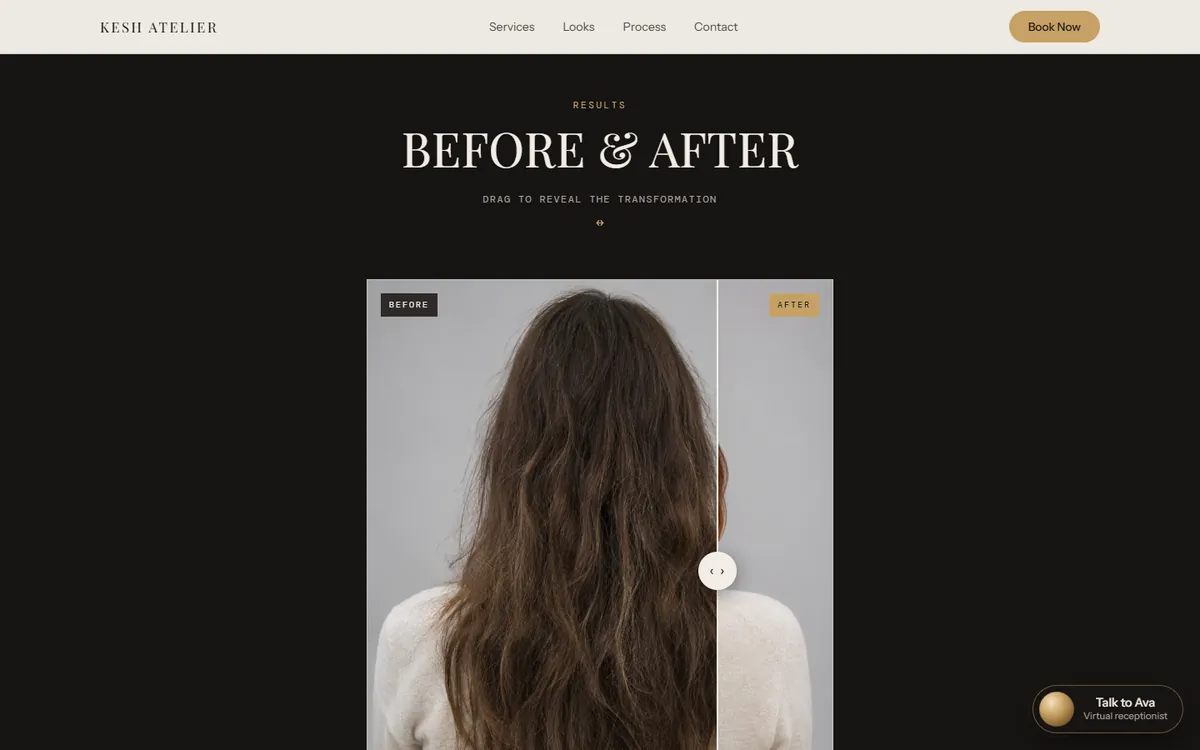 KESH ATELIER
Services
Looks
Process
Contact
Book Now
RESULTS
BEFORE & AFTER
DRAG TO REVEAL THE TRANSFORMATION
↔
BEFORE
AFTER
‹ ›
Talk to Ava
Virtual receptionist